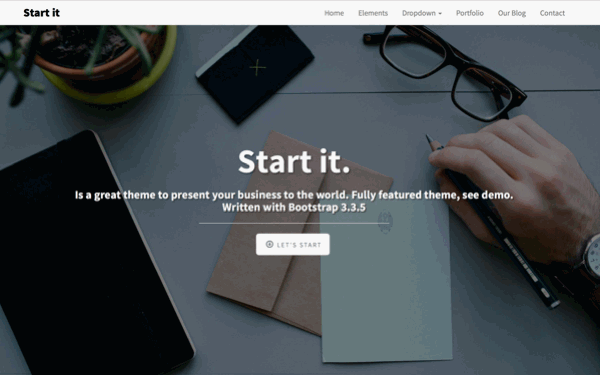 Start it
Home Elements Dropdown Portfolio Our Blog Contact
Start it.
Is a great theme to present your business to the world. Fully featured theme, see demo.
Written with Bootstrap 3.3.5
LET'S START